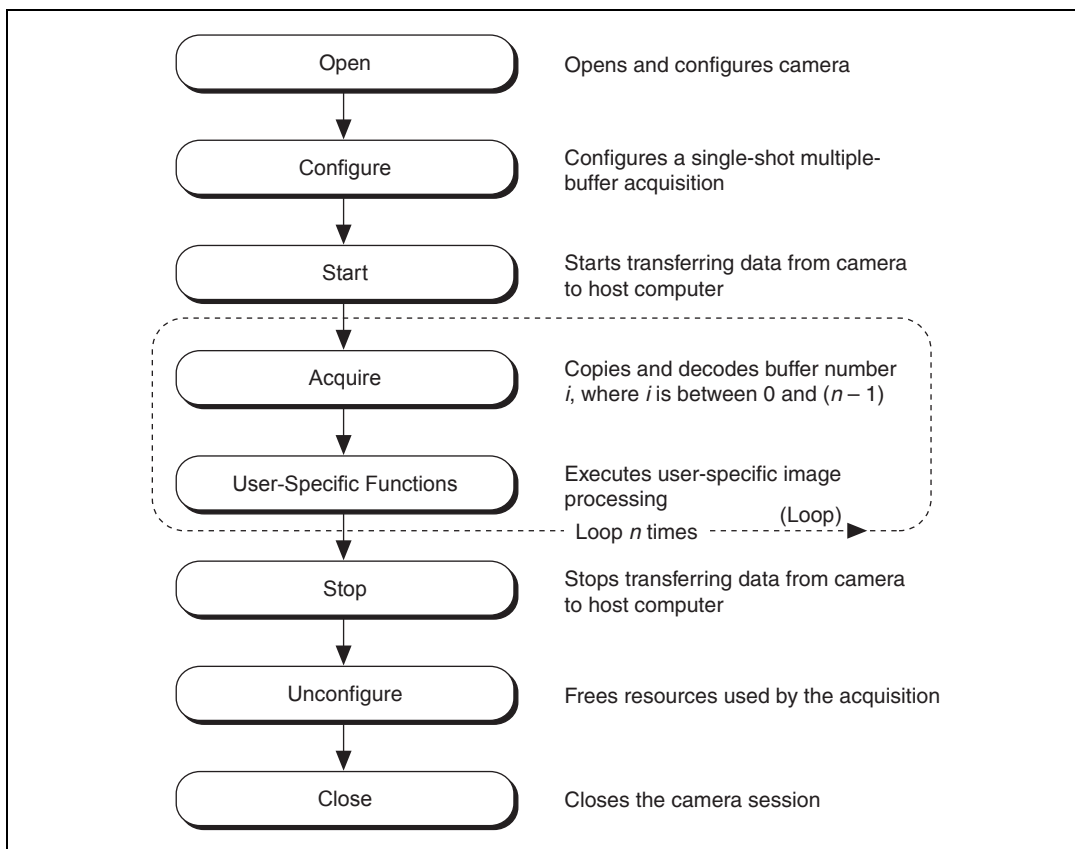 Open
Opens and configures camera
Configure
Configures a single-shot multiple-
buffer acquisition
Start
Starts transferring data from camera
to host computer
Acquire
Copies and decodes buffer number
i, where i is between 0 and (n – 1)
User-Specific Functions
Executes user-specific image
processing
(Loop)
Loop n times
Stop
Stops transferring data from camera
to host computer
Unconfigure
Frees resources used by the acquisition
Close
Closes the camera session